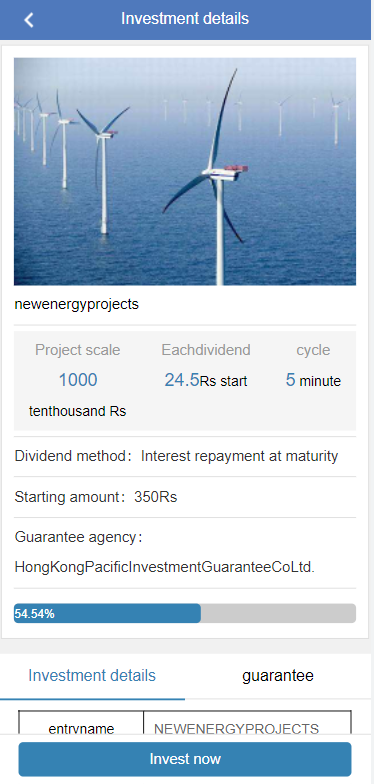 Investment details
newenergyprojects
Project scale Eachdividend cycle
1000 24.5Rs start 5 minute
tenthousand Rs
Dividend method：Interest repayment at maturity
Starting amount：350Rs
Guarantee agency：
HongKongPacificInvestmentGuaranteeCoLtd.
54.54%
Investment details guarantee
entryname NEWENERGYPROJECTS
Invest now